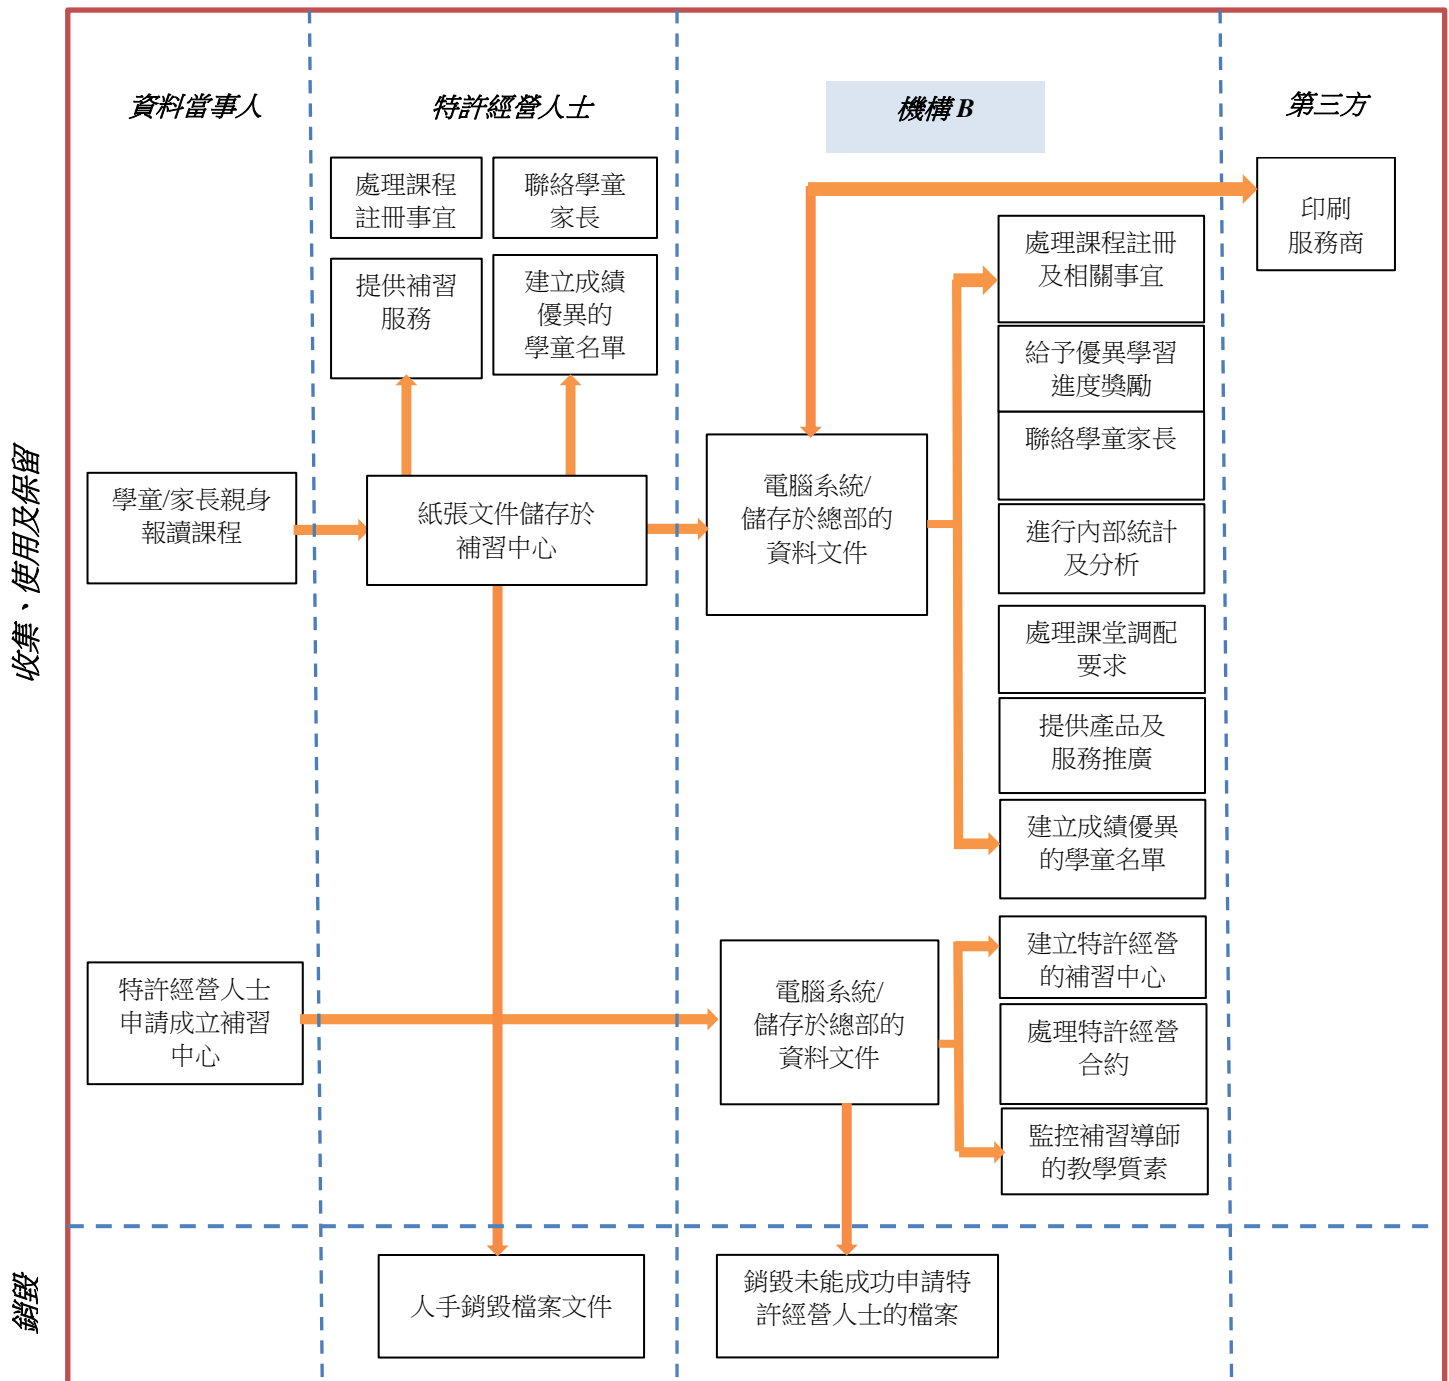 資料當事人
特許經營人士
機構 B
第三方
收集、使用及保留
處理課程
註冊事宜
聯絡學童
家長
提供補習
服務
建立成績
優異的
學童名單
學童/家長親身
報讀課程
紙張文件儲存於
補習中心
電腦系統/
儲存於總部的
資料文件
處理課程註冊
及相關事宜
給予優異學習
進度獎勵
聯絡學童家長
進行內部統計
及分析
處理課堂調配
要求
提供產品及
服務推廣
建立成績優異
的學童名單
印刷
服務商
特許經營人士
申請成立補習
中心
電腦系統/
儲存於總部的
資料文件
建立特許經營
的補習中心
處理特許經營
合約
監控補習導師
的教學質素
銷毀
人手銷毀檔案文件
銷毀未能成功申請特
許經營人士的檔案